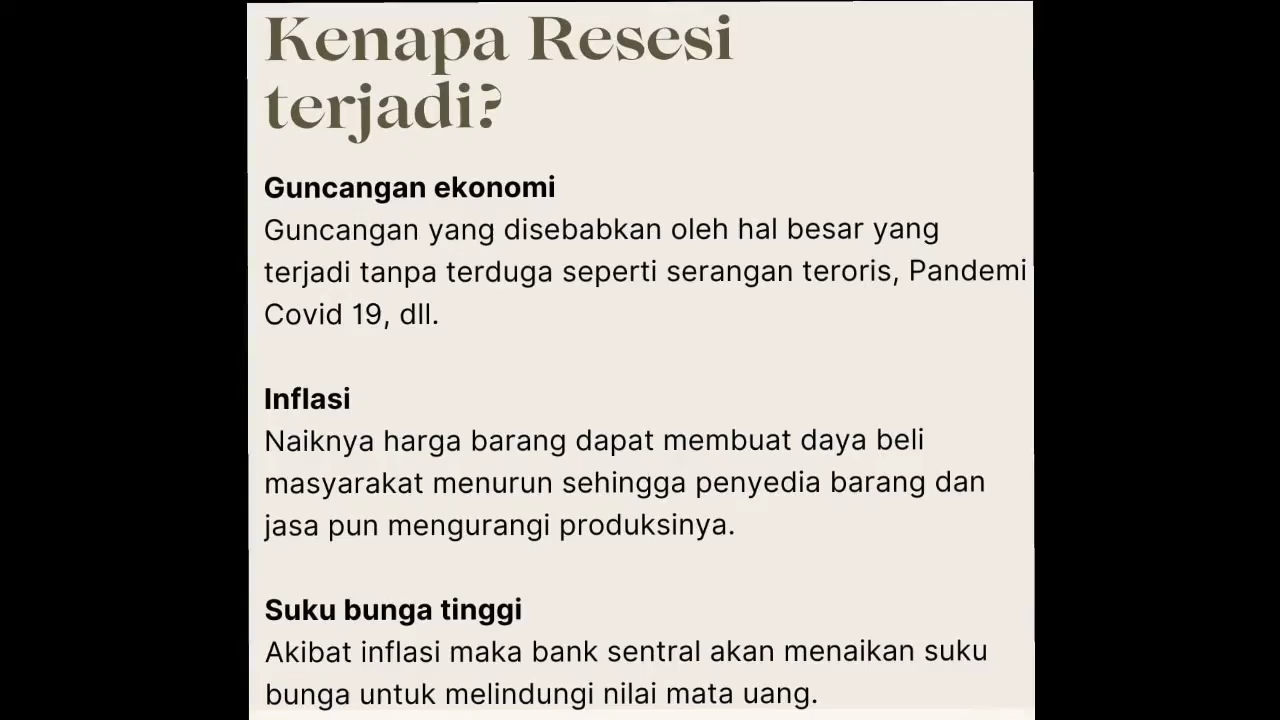 Kenapa Resesi
terjadi?
Guncangan ekonomi
Guncangan yang disebabkan oleh hal besar yang
terjadi tanpa terduga seperti serangan teroris, Pandemi
Covid 19, dll.
Inflasi
Naiknya harga barang dapat membuat daya beli
masyarakat menurun sehingga penyedia barang dan
jasa pun mengurangi produksinya.
Suku bunga tinggi
Akibat inflasi maka bank sentral akan menaikan suku
bunga untuk melindungi nilai mata uang.